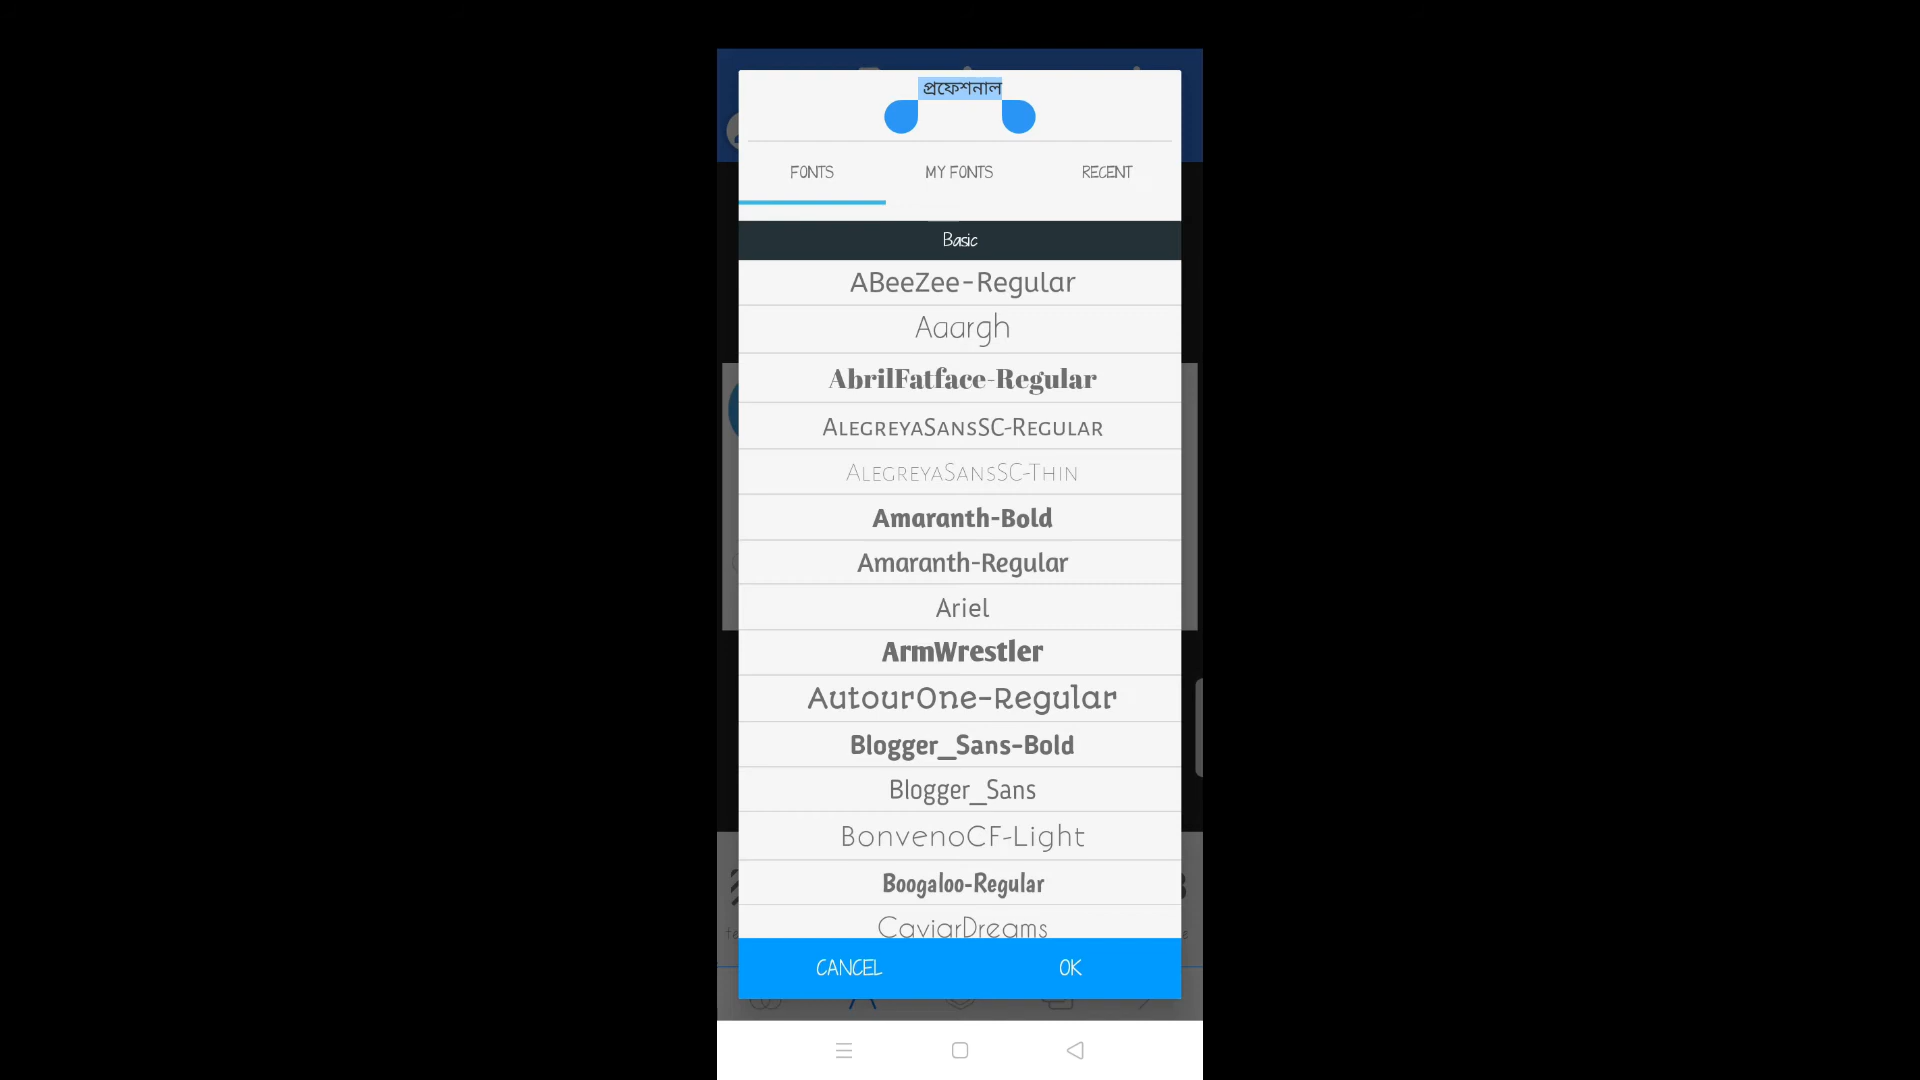 প্রফেশনাল
FONTS MY FONTS RECENT
Basic
ABeeZee-Regular
Aaargh
AbrilFatface-Regular
AlegreyaSansSC-Regular
AlegreyaSansSC-Thin
Amaranth-Bold
Amaranth-Regular
Ariel
ArmWrestler
AutourOne-Regular
Blogger_Sans-Bold
Blogger_Sans
BonvenoCF-Light
Boogaloo-Regular
CaviarDreams
CANCEL OK